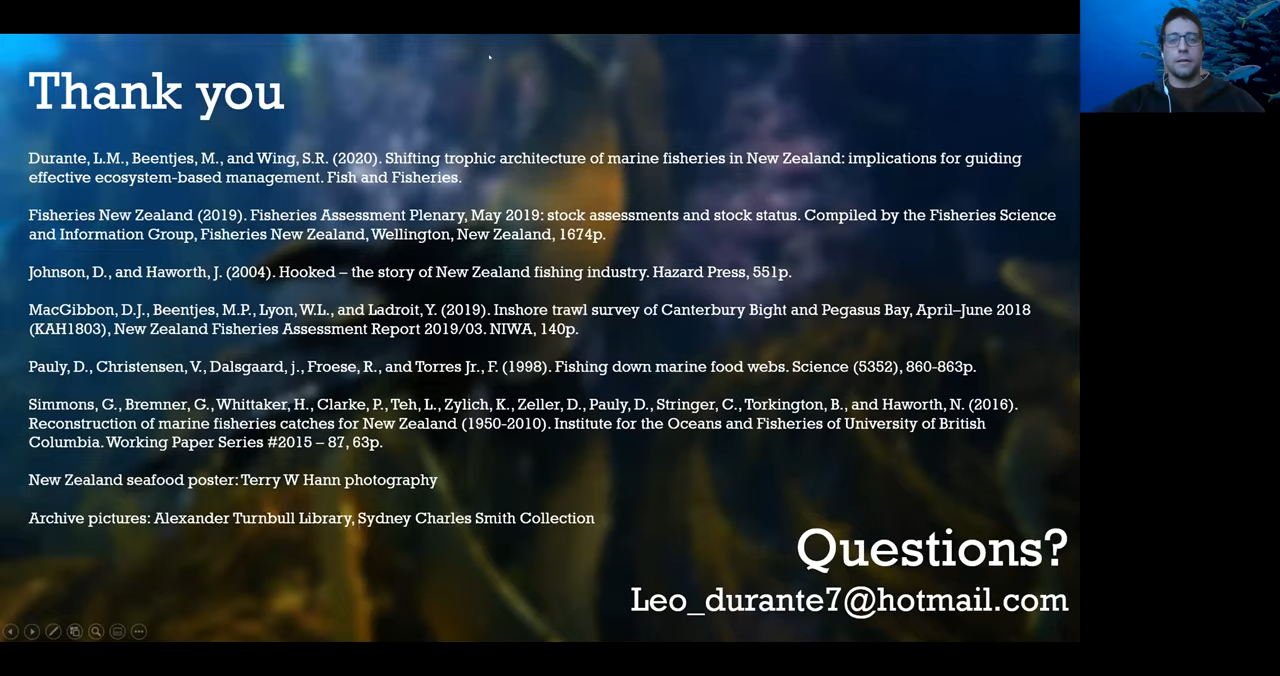 Thank you
Durante, L.M., Beentjes, M., and Wing, S.R. (2020). Shifting trophic architecture of marine fisheries in New Zealand: implications for guiding
effective ecosystem-based management. Fish and Fisheries.
Fisheries New Zealand (2019). Fisheries Assessment Plenary, May 2019: stock assessments and stock status. Compiled by the Fisheries Science
and Information Group, Fisheries New Zealand, Wellington, New Zealand, 1674p.
Johnson, D., and Haworth, J. (2004). Hooked – the story of New Zealand fishing industry. Hazard Press, 551p.
MacGibbon, D.J., Beentjes, M.P., Lyon, W.L., and Ladroit, Y. (2019). Inshore trawl survey of Canterbury Bight and Pegasus Bay, April–June 2018
(KAH1803), New Zealand Fisheries Assessment Report 2019/03. NIWA, 140p.
Pauly, D., Christensen, V., Dalsgaard, j., Froese, R., and Torres Jr., F. (1998). Fishing down marine food webs. Science (5352), 860-863p.
Simmons, G., Bremner, G., Whittaker, H., Clarke, P., Teh, L., Zylich, K., Zeller, D., Pauly, D., Stringer, C., Torkington, B., and Haworth, N. (2016).
Reconstruction of marine fisheries catches for New Zealand (1950-2010). Institute for the Oceans and Fisheries of University of British
Columbia. Working Paper Series #2015 – 87, 63p.
New Zealand seafood poster: Terry W Hann photography
Archive pictures: Alexander Turnbull Library, Sydney Charles Smith Collection
Questions?
Leo_durante7@hotmail.com